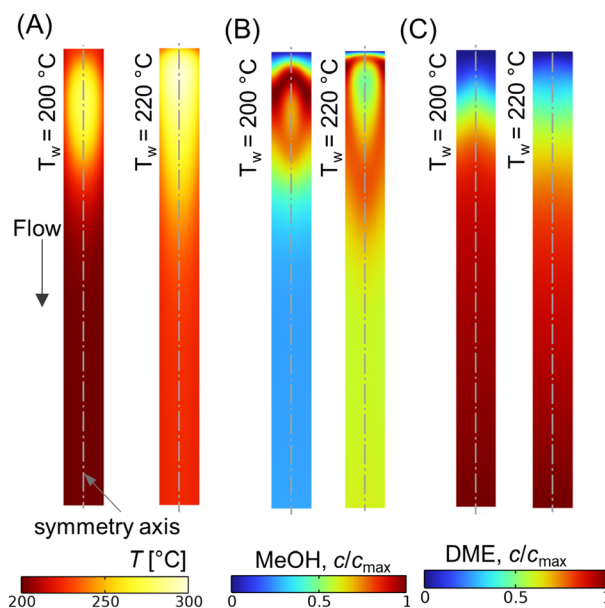 (A)
(B)
(C)
T_w = 200 °C
T_w = 220 °C
T_w = 200 °C
T_w = 220 °C
T_w = 200 °C
T_w = 220 °C
Flow
symmetry axis
T [°C]
200 250 300
MeOH, c/c_max
0 0.5 1
DME, c/c_max
0 0.5 1